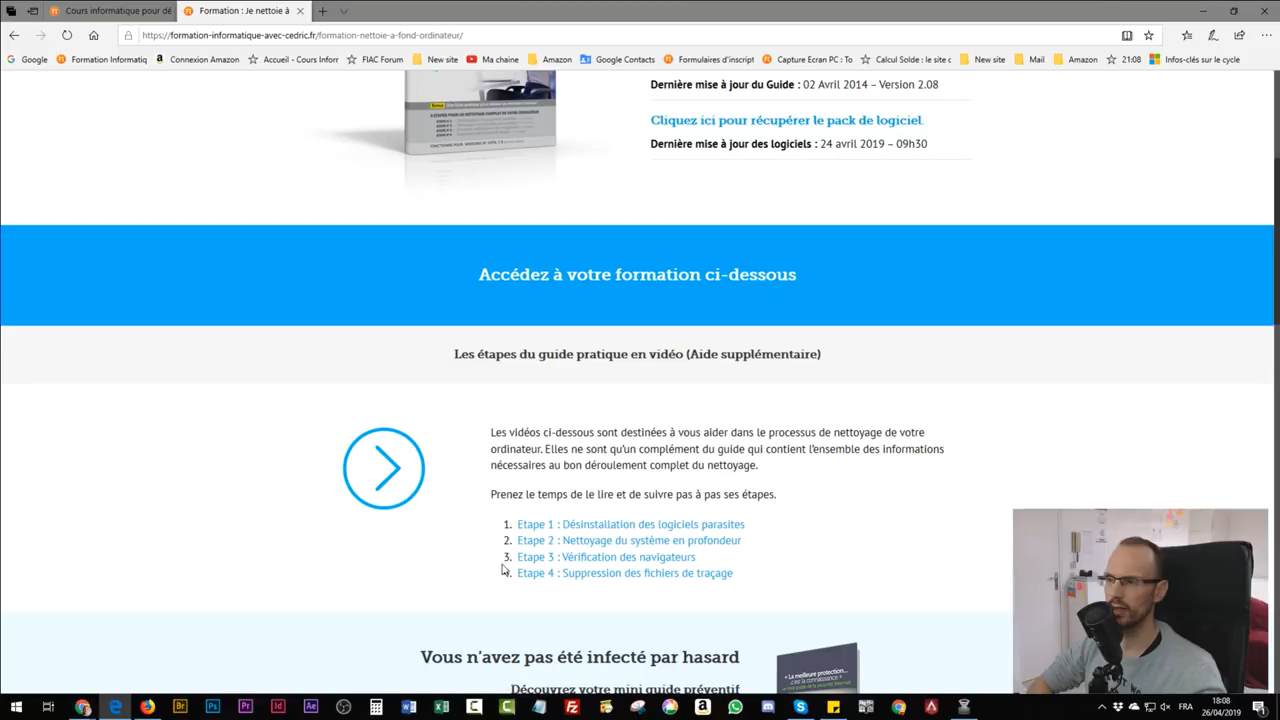 Cours informatique pour dé
Formation : Je nettoie à
https://formation-informatique-avec-cedric.fr/formation-nettoie-a-fond-ordinateur/
Google
Formation Informatiq
Connexion Amazon
Accueil - Cours Inforr
FIAC Forum
New site
Ma chaine
Amazon
Google Contacts
Formulaires d'inscript
Capture Ecran PC : To
Calcul Solde : le site c
New site
Mail
Amazon
21:08
Infos-clés sur le cycle
Dernière mise à jour du Guide : 02 Avril 2014 – Version 2.08
Cliquez ici pour récupérer le pack de logiciel.
Dernière mise à jour des logiciels : 24 avril 2019 – 09h30
Accédez à votre formation ci-dessous
Les étapes du guide pratique en vidéo (Aide supplémentaire)
Les vidéos ci-dessous sont destinées à vous aider dans le processus de nettoyage de votre
ordinateur. Elles ne sont qu'un complément du guide qui contient l'ensemble des informations
nécessaires au bon déroulement complet du nettoyage.
Prenez le temps de le lire et de suivre pas à pas ses étapes.
1. Etape 1 : Désinstallation des logiciels parasites
2. Etape 2 : Nettoyage du système en profondeur
3. Etape 3 : Vérification des navigateurs
4. Etape 4 : Suppression des fichiers de traçage
Vous n'avez pas été infecté par hasard
Découvrez votre mini guide préventif
« La meilleure protection...
c'est la connaissance »
FRA
18:08
26/04/2019